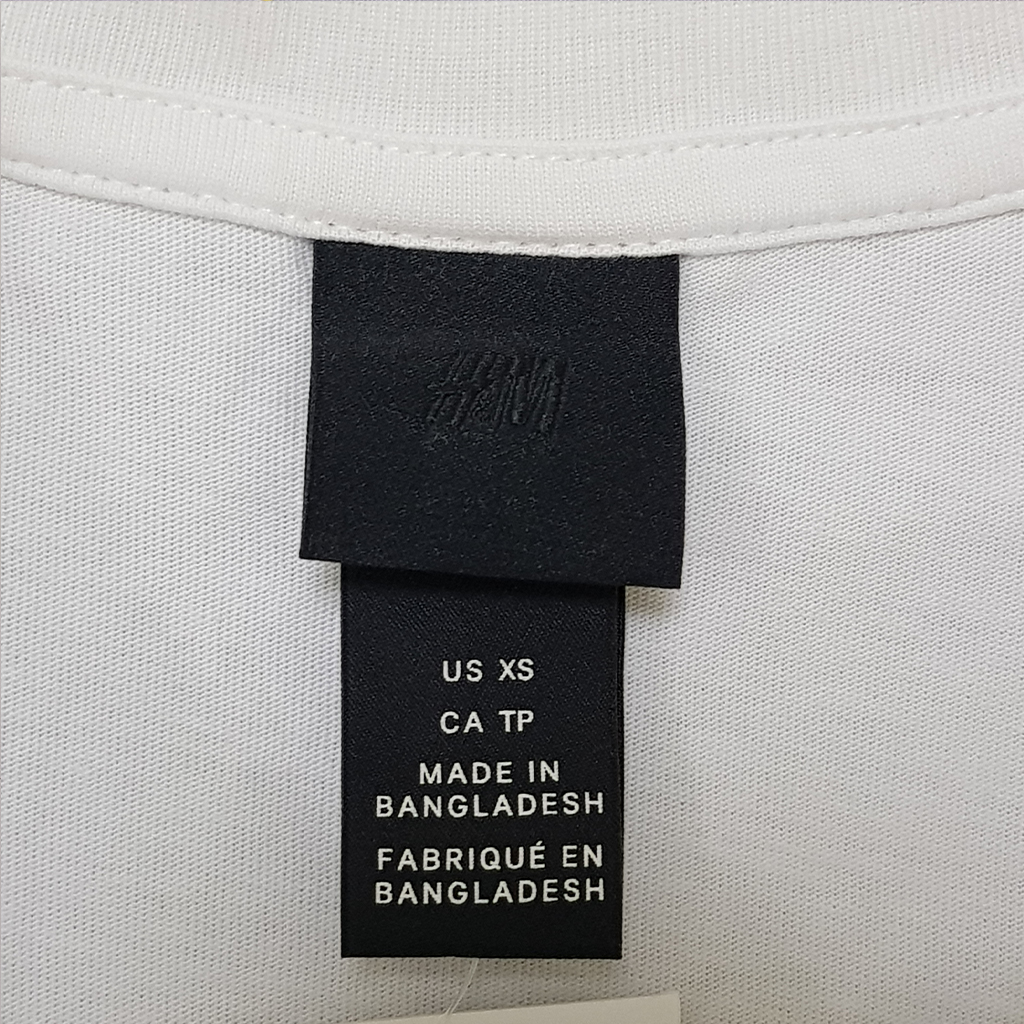 H&M
US XS
CA TP
MADE IN
BANGLADESH
FABRIQUÉ EN
BANGLADESH